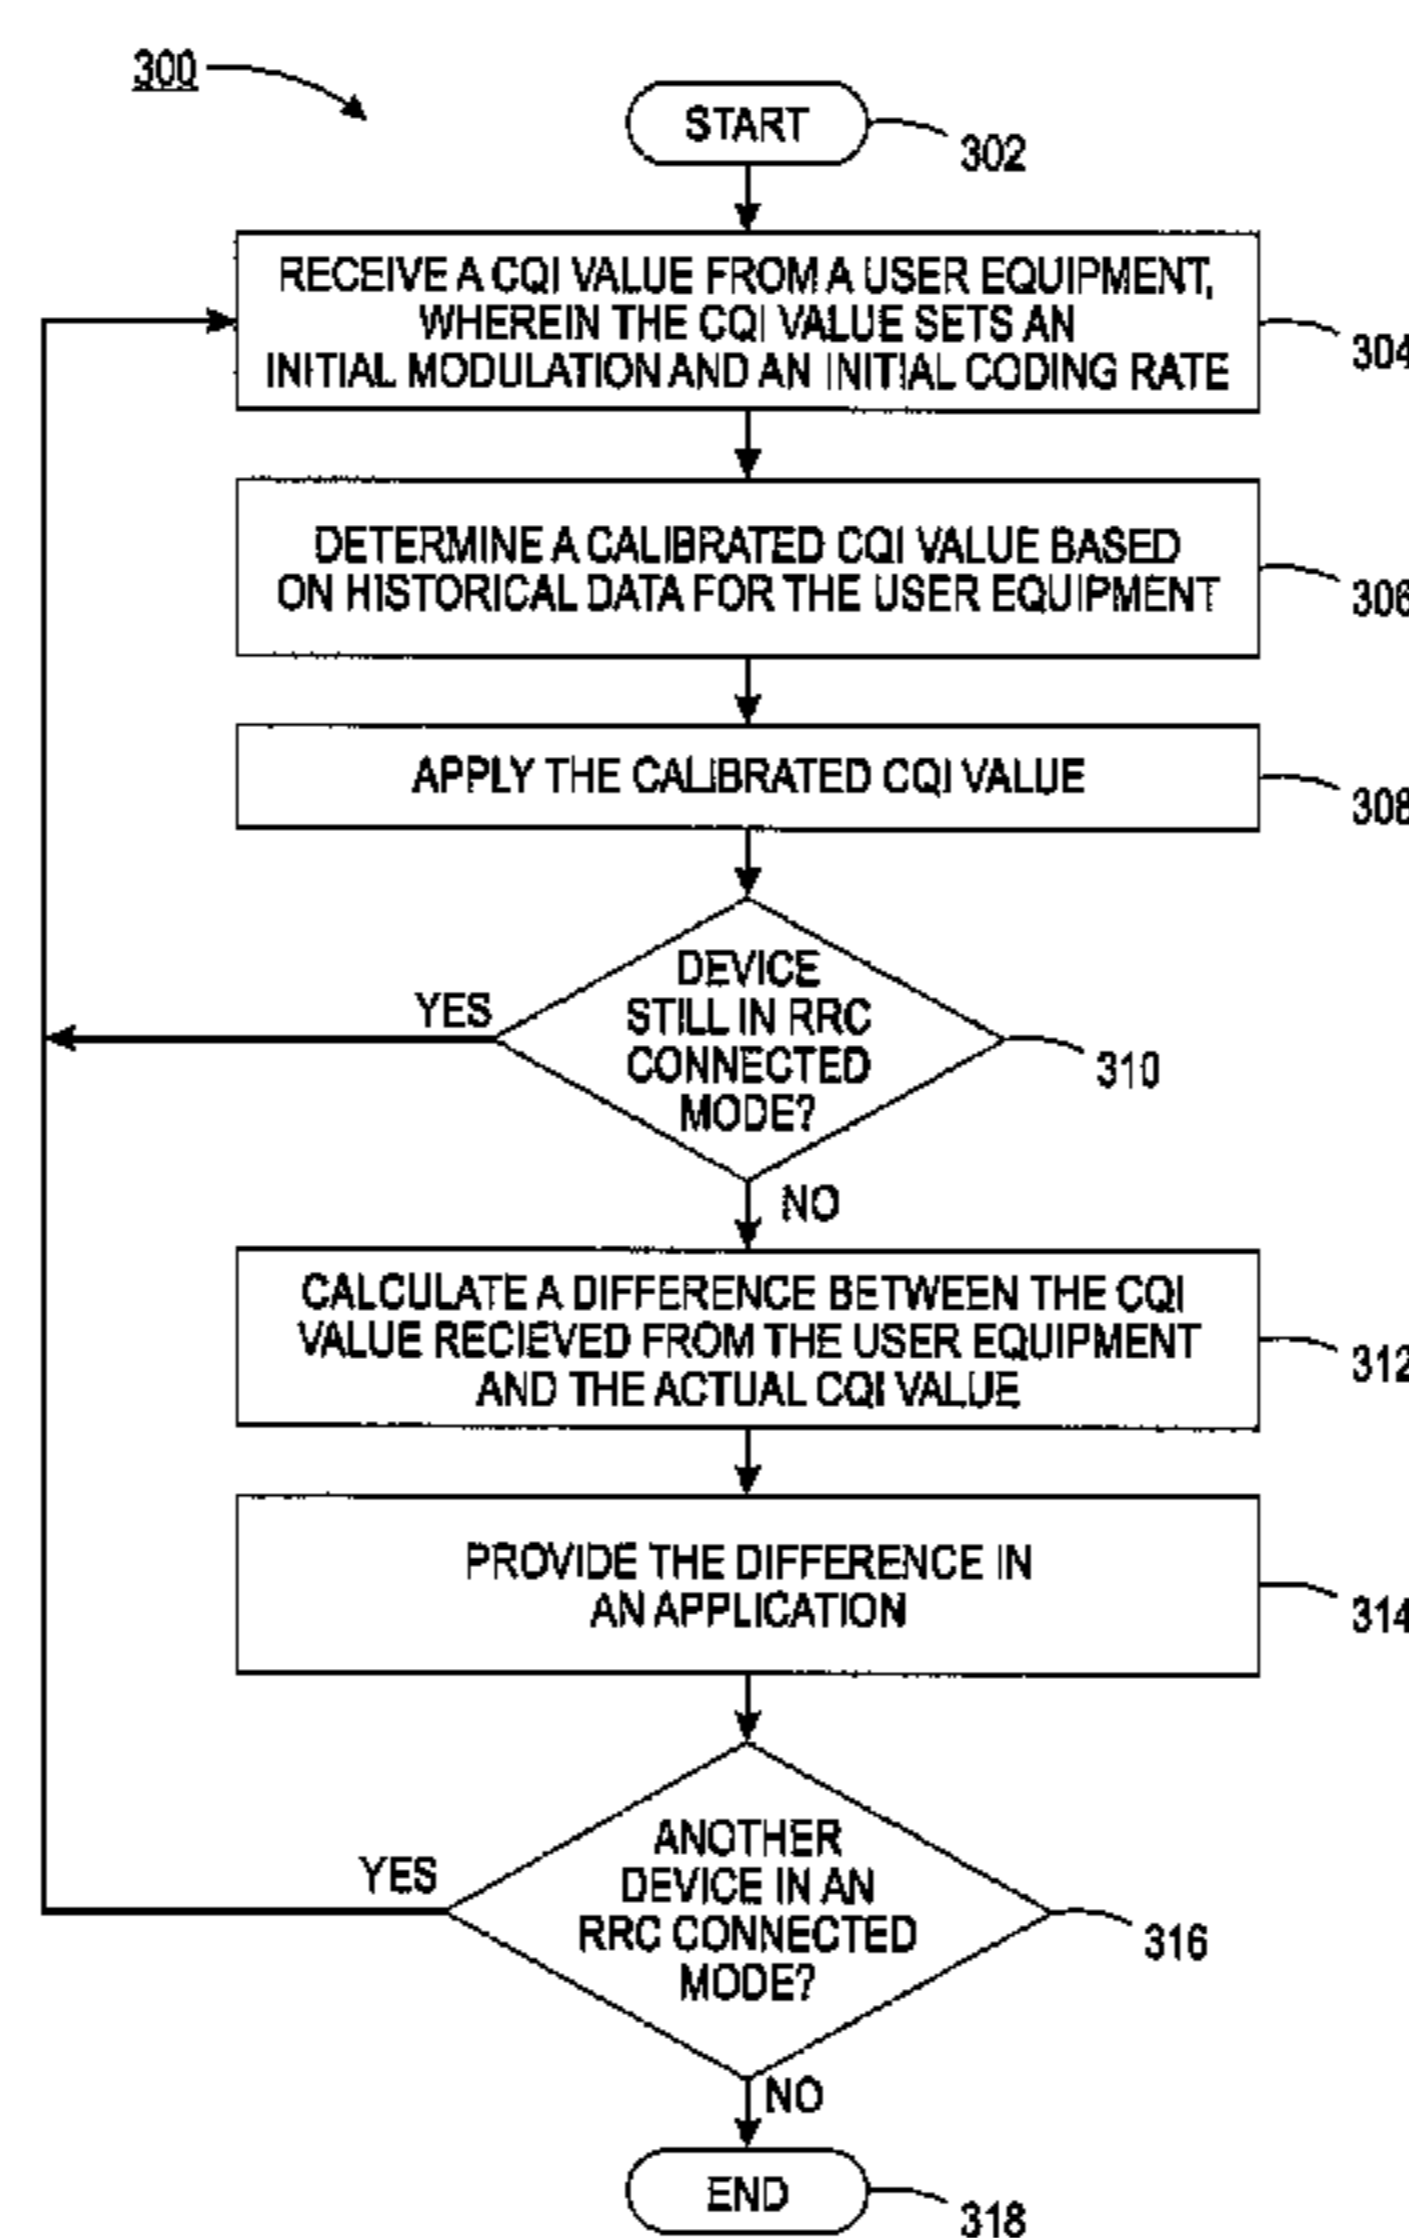 300
START
302
RECEIVE A CQI VALUE FROM A USER EQUIPMENT,
WHEREIN THE CQI VALUE SETS AN
INITIAL MODULATION AND AN INITIAL CODING RATE
304
DETERMINE A CALIBRATED CQI VALUE BASED
ON HISTORICAL DATA FOR THE USER EQUIPMENT
306
APPLY THE CALIBRATED CQI VALUE
308
DEVICE
STILL IN RRC
CONNECTED
MODE?
YES
310
NO
CALCULATE A DIFFERENCE BETWEEN THE CQI
VALUE RECIEVED FROM THE USER EQUIPMENT
AND THE ACTUAL CQI VALUE
312
PROVIDE THE DIFFERENCE IN
AN APPLICATION
314
ANOTHER
DEVICE IN AN
RRC CONNECTED
MODE?
YES
316
NO
END
318